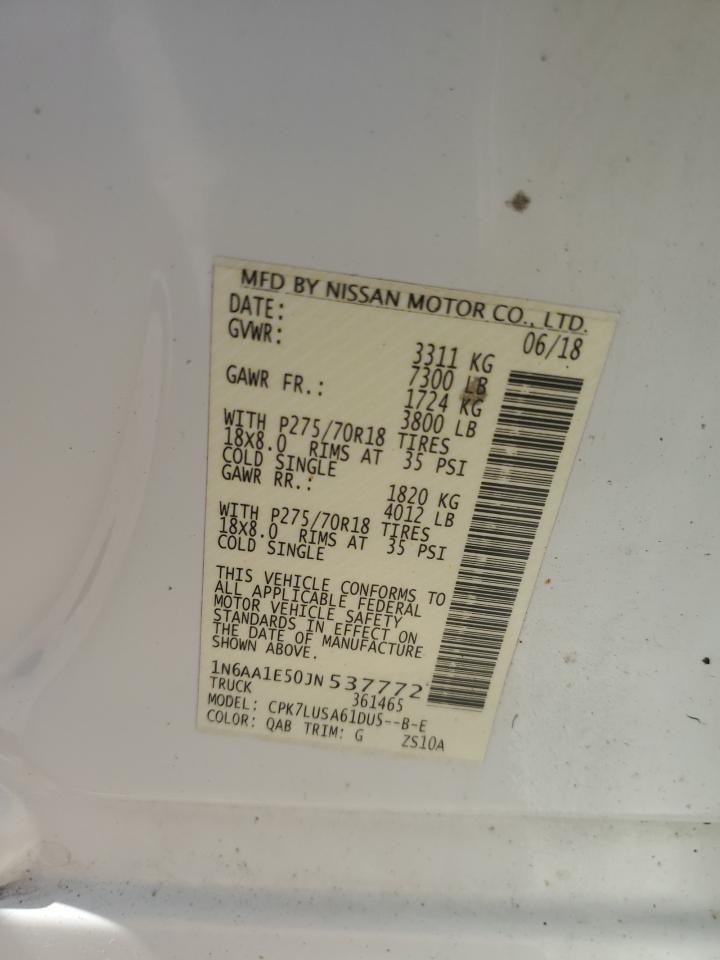 MFD BY NISSAN MOTOR CO., LTD.
DATE: 06/18
GVWR: 3311 KG
7300 LB
GAWR FR.: 1724 KG
3800 LB
WITH P275/70R18 TIRES
18X8.0 RIMS AT 35 PSI
COLD SINGLE
GAWR RR.: 1820 KG
4012 LB
WITH P275/70R18 TIRES
18X8.0 RIMS AT 35 PSI
COLD SINGLE
THIS VEHICLE CONFORMS TO
ALL APPLICABLE FEDERAL
MOTOR VEHICLE SAFETY
STANDARDS IN EFFECT ON
THE DATE OF MANUFACTURE
SHOWN ABOVE.
1N6AA1E50JN537772
TRUCK 361465
MODEL: CPK7LUSA61DU5--B-E
COLOR: QAB TRIM: G ZS10A